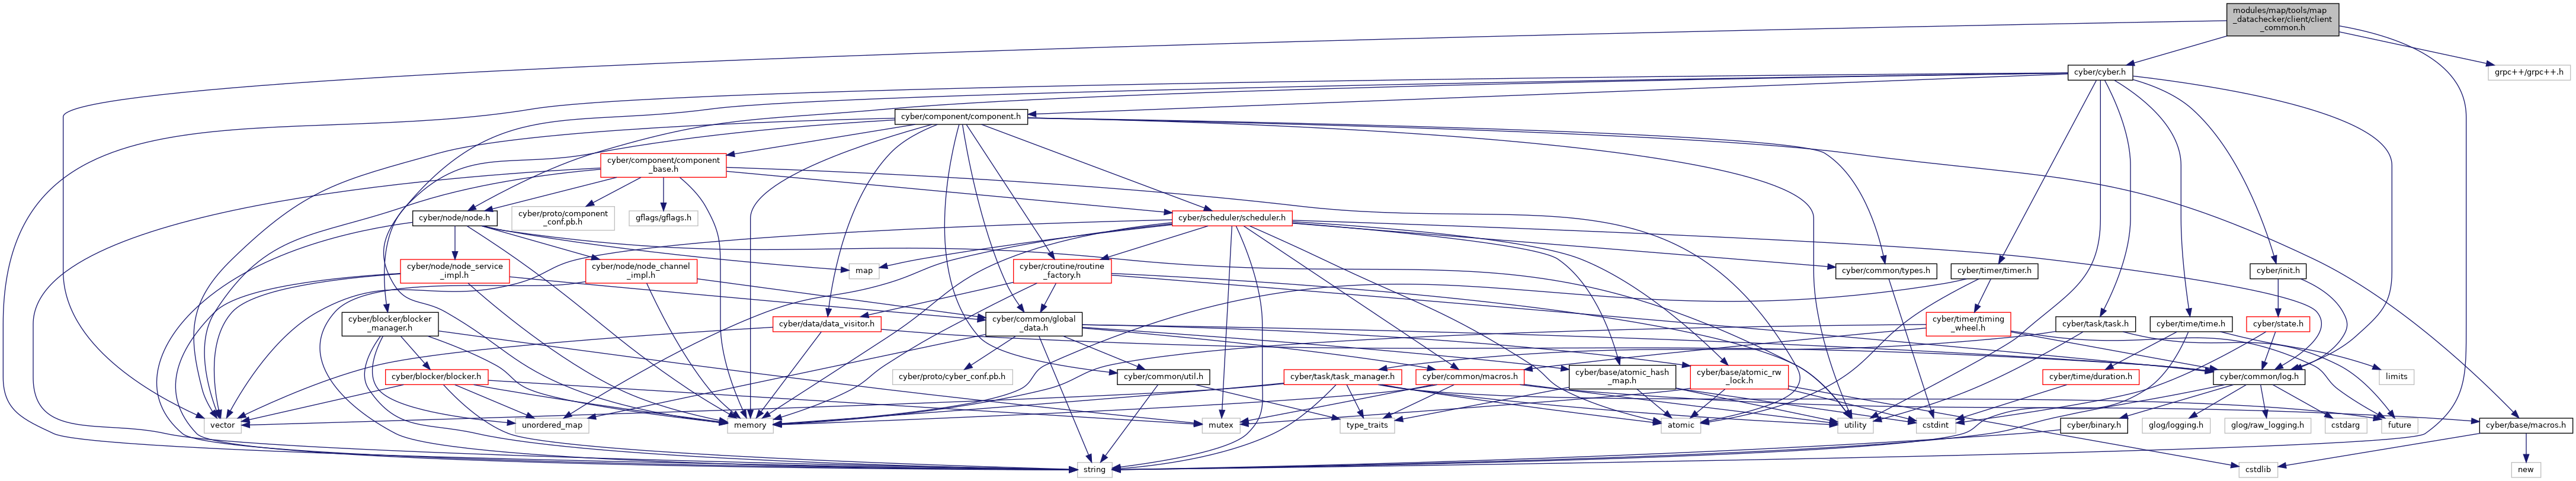 modules/map/tools/map
_datachecker/client/client
_common.h
cyber/cyber.h
grpc++/grpc++.h
cyber/component/component.h
cyber/component/component
_base.h
cyber/node/node.h
cyber/proto/component
_conf.pb.h
gflags/gflags.h
cyber/scheduler/scheduler.h
cyber/node/node_service
_impl.h
cyber/node/node_channel
_impl.h
map
cyber/croutine/routine
_factory.h
cyber/common/types.h
cyber/timer/timer.h
cyber/init.h
cyber/blocker/blocker
_manager.h
cyber/data/data_visitor.h
cyber/common/global
_data.h
cyber/timer/timing
_wheel.h
cyber/task/task.h
cyber/time/time.h
cyber/state.h
cyber/blocker/blocker.h
cyber/proto/cyber_conf.pb.h
cyber/common/util.h
cyber/task/task_manager.h
cyber/common/macros.h
cyber/base/atomic_hash
_map.h
cyber/base/atomic_rw
_lock.h
cyber/time/duration.h
cyber/common/log.h
limits
vector
unordered_map
memory
mutex
type_traits
atomic
utility
cstdint
cyber/binary.h
glog/logging.h
glog/raw_logging.h
cstdarg
future
cyber/base/macros.h
string
cstdlib
new